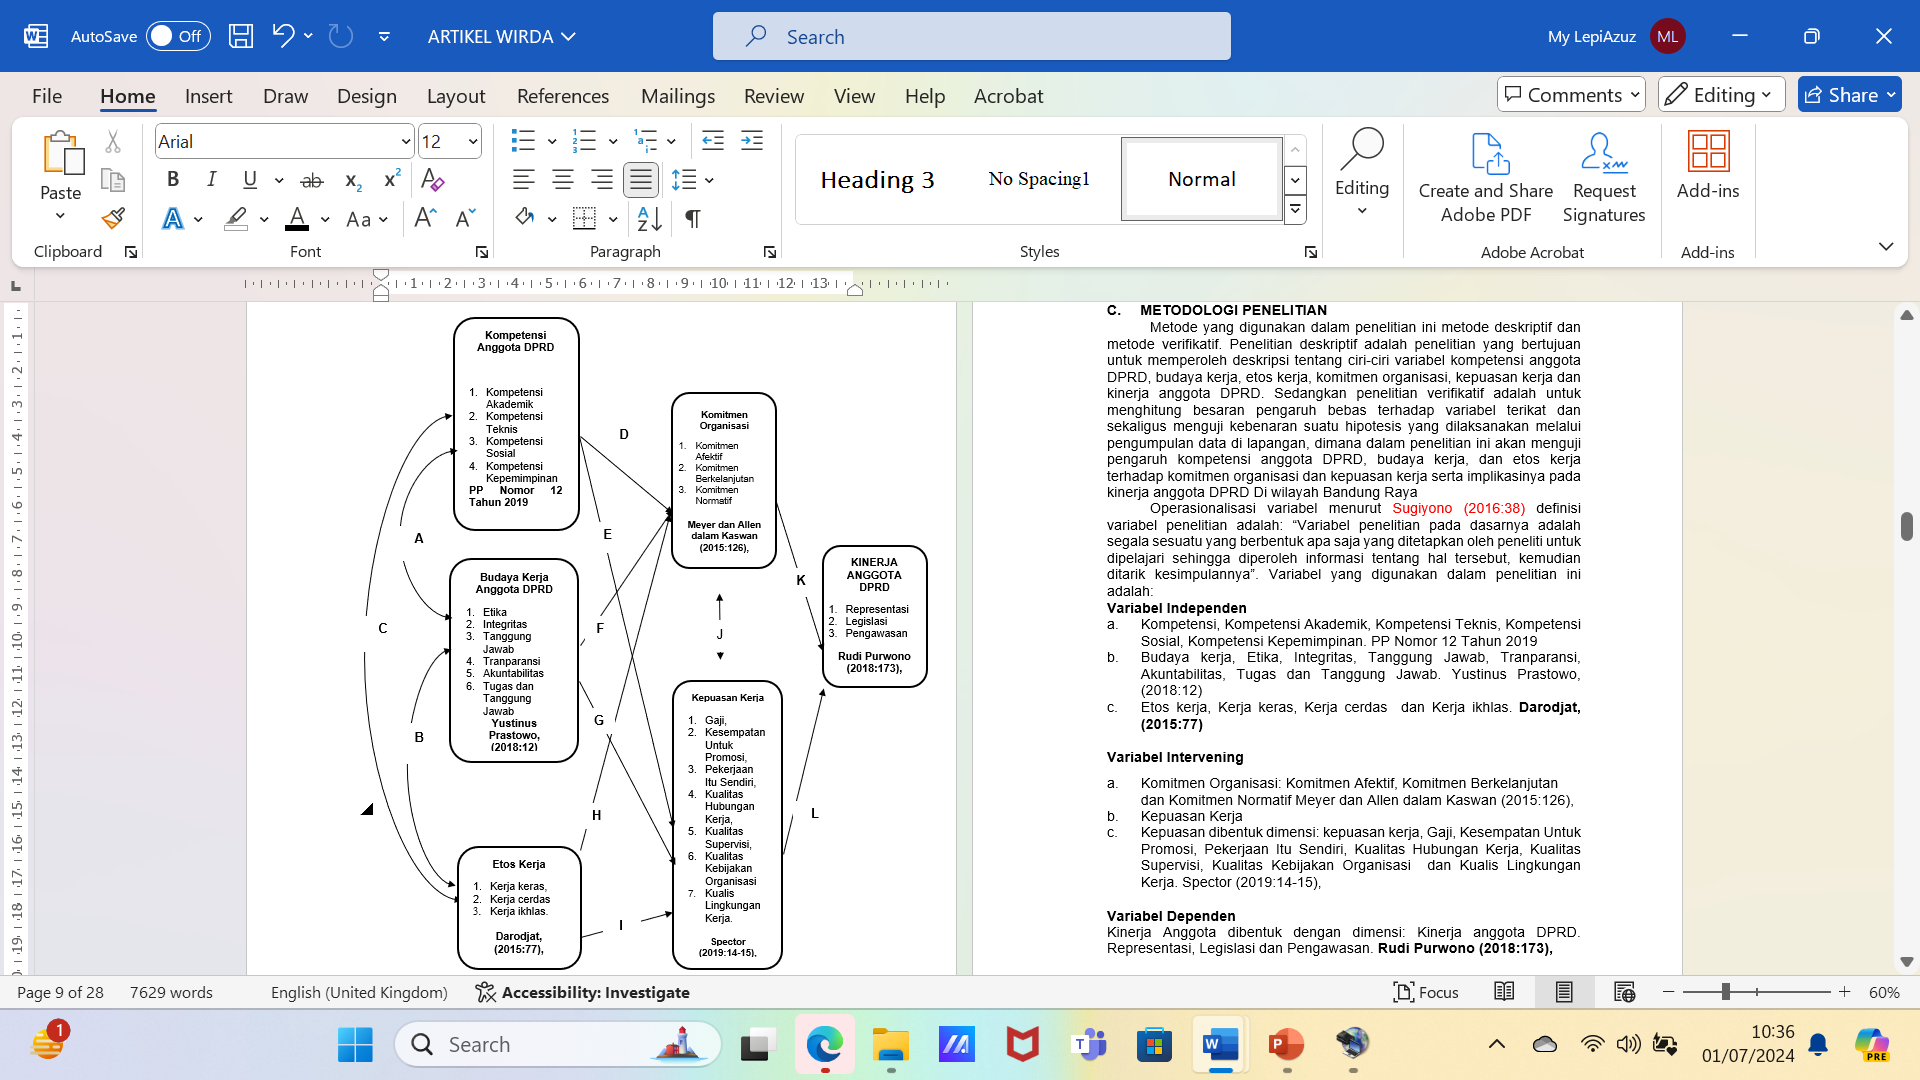 AutoSave
Off
ARTIKEL WIRDA
Search
My LepiAzuz
ML
File
Home
Insert
Draw
Design
Layout
References
Mailings
Review
View
Help
Acrobat
Comments
Editing
Share
Paste
Clipboard
Arial
12
Font
Paragraph
Heading 3
No Spacing1
Normal
Styles
Editing
Create and Share
Adobe PDF
Request
Signatures
Adobe Acrobat
Add-ins
Add-ins
1 2 3 4 5 6 7 8 9 10 11 12 13
Kompetensi
Anggota DPRD
1. Kompetensi
Akademik
2. Kompetensi
Teknis
3. Kompetensi
Sosial
4. Kompetensi
Kepemimpinan
PP Nomor 12
Tahun 2019
Budaya Kerja
Anggota DPRD
1. Etika
2. Integritas
3. Tanggung
Jawab
4. Tranparansi
5. Akuntabilitas
6. Tugas dan
Tanggung
Jawab
Yustinus
Prastowo,
(2018:12)
Etos Kerja
1. Kerja keras,
2. Kerja cerdas
3. Kerja ikhlas.
Darodjat,
(2015:77),
A
B
C
D
E
F
G
H
I
Komitmen
Organisasi
1. Komitmen
Afektif
2. Komitmen
Berkelanjutan
3. Komitmen
Normatif
Meyer dan Allen
dalam Kaswan
(2015:126),
J
Kepuasan Kerja
1. Gaji,
2. Kesempatan
Untuk
Promosi,
3. Pekerjaan
Itu Sendiri,
4. Kualitas
Hubungan
Kerja,
5. Kualitas
Supervisi,
6. Kualitas
Kebijakan
Organisasi
7. Kualis
Lingkungan
Kerja.
Spector
(2019:14-15),
K
L
KINERJA
ANGGOTA
DPRD
1. Representasi
2. Legislasi
3. Pengawasan
Rudi Purwono
(2018:173),
C. METODOLOGI PENELITIAN
Metode yang digunakan dalam penelitian ini metode deskriptif dan
metode verifikatif. Penelitian deskriptif adalah penelitian yang bertujuan
untuk memperoleh deskripsi tentang ciri-ciri variabel kompetensi anggota
DPRD, budaya kerja, etos kerja, komitmen organisasi, kepuasan kerja dan
kinerja anggota DPRD. Sedangkan penelitian verifikatif adalah untuk
menghitung besaran pengaruh bebas terhadap variabel terikat dan
sekaligus menguji kebenaran suatu hipotesis yang dilaksanakan melalui
pengumpulan data di lapangan, dimana dalam penelitian ini akan menguji
pengaruh kompetensi anggota DPRD, budaya kerja, dan etos kerja
terhadap komitmen organisasi dan kepuasan kerja serta implikasinya pada
kinerja anggota DPRD Di wilayah Bandung Raya
Operasionalisasi variabel menurut Sugiyono (2016:38) definisi
variabel penelitian adalah: “Variabel penelitian pada dasarnya adalah
segala sesuatu yang berbentuk apa saja yang ditetapkan oleh peneliti untuk
dipelajari sehingga diperoleh informasi tentang hal tersebut, kemudian
ditarik kesimpulannya”. Variabel yang digunakan dalam penelitian ini
adalah:
Variabel Independen
a. Kompetensi, Kompetensi Akademik, Kompetensi Teknis, Kompetensi
Sosial, Kompetensi Kepemimpinan. PP Nomor 12 Tahun 2019
b. Budaya kerja, Etika, Integritas, Tanggung Jawab, Tranparansi,
Akuntabilitas, Tugas dan Tanggung Jawab. Yustinus Prastowo,
(2018:12)
c. Etos kerja, Kerja keras, Kerja cerdas dan Kerja ikhlas. Darodjat,
(2015:77)
Variabel Intervening
a. Komitmen Organisasi: Komitmen Afektif, Komitmen Berkelanjutan
dan Komitmen Normatif Meyer dan Allen dalam Kaswan (2015:126),
b. Kepuasan Kerja
c. Kepuasan dibentuk dimensi: kepuasan kerja, Gaji, Kesempatan Untuk
Promosi, Pekerjaan Itu Sendiri, Kualitas Hubungan Kerja, Kualitas
Supervisi, Kualitas Kebijakan Organisasi dan Kualis Lingkungan
Kerja. Spector (2019:14-15),
Variabel Dependen
Kinerja Anggota dibentuk dengan dimensi: Kinerja anggota DPRD.
Representasi, Legislasi dan Pengawasan. Rudi Purwono (2018:173),
Page 9 of 28
7629 words
English (United Kingdom)
Accessibility: Investigate
Focus
60%
1
Search
10:36
01/07/2024
PRE